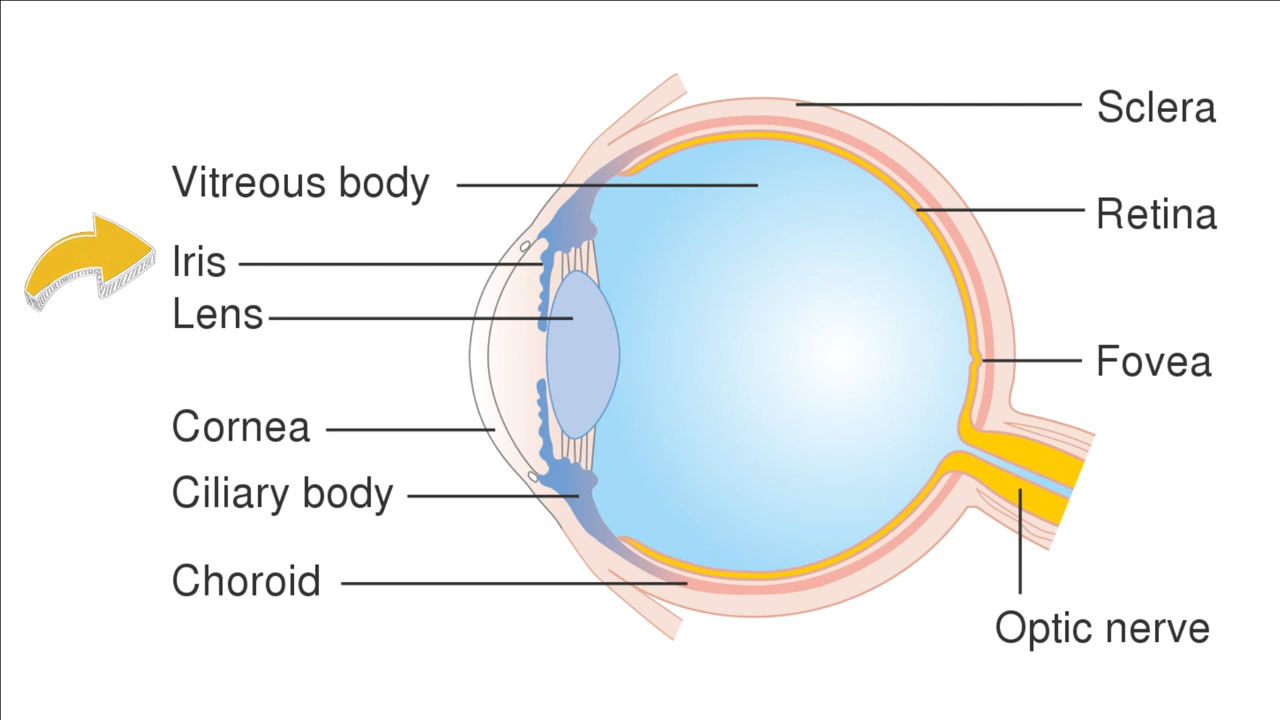 Sclera
Vitreous body
Retina
Iris
Lens
Fovea
Cornea
Ciliary body
Choroid
Optic nerve